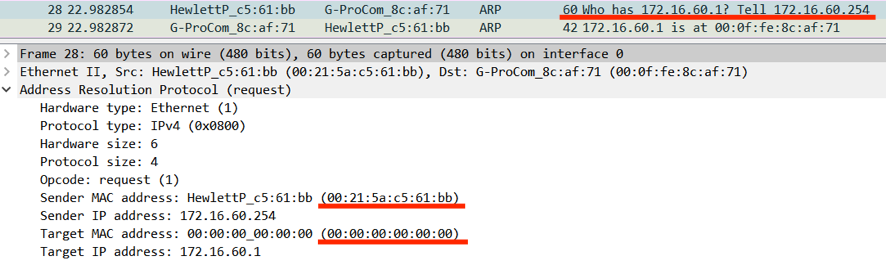 28 22.982854 HewlettP_c5:61:bb G-ProCom_8c:af:71 ARP 60 Who has 172.16.60.1? Tell 172.16.60.254
29 22.982872 G-ProCom_8c:af:71 HewlettP_c5:61:bb ARP 42 172.16.60.1 is at 00:0f:fe:8c:af:71
Frame 28: 60 bytes on wire (480 bits), 60 bytes captured (480 bits) on interface 0
Ethernet II, Src: HewlettP_c5:61:bb (00:21:5a:c5:61:bb), Dst: G-ProCom_8c:af:71 (00:0f:fe:8c:af:71)
Address Resolution Protocol (request)
Hardware type: Ethernet (1)
Protocol type: IPv4 (0x0800)
Hardware size: 6
Protocol size: 4
Opcode: request (1)
Sender MAC address: HewlettP_c5:61:bb (00:21:5a:c5:61:bb)
Sender IP address: 172.16.60.254
Target MAC address: 00:00:00_00:00:00 (00:00:00:00:00:00)
Target IP address: 172.16.60.1